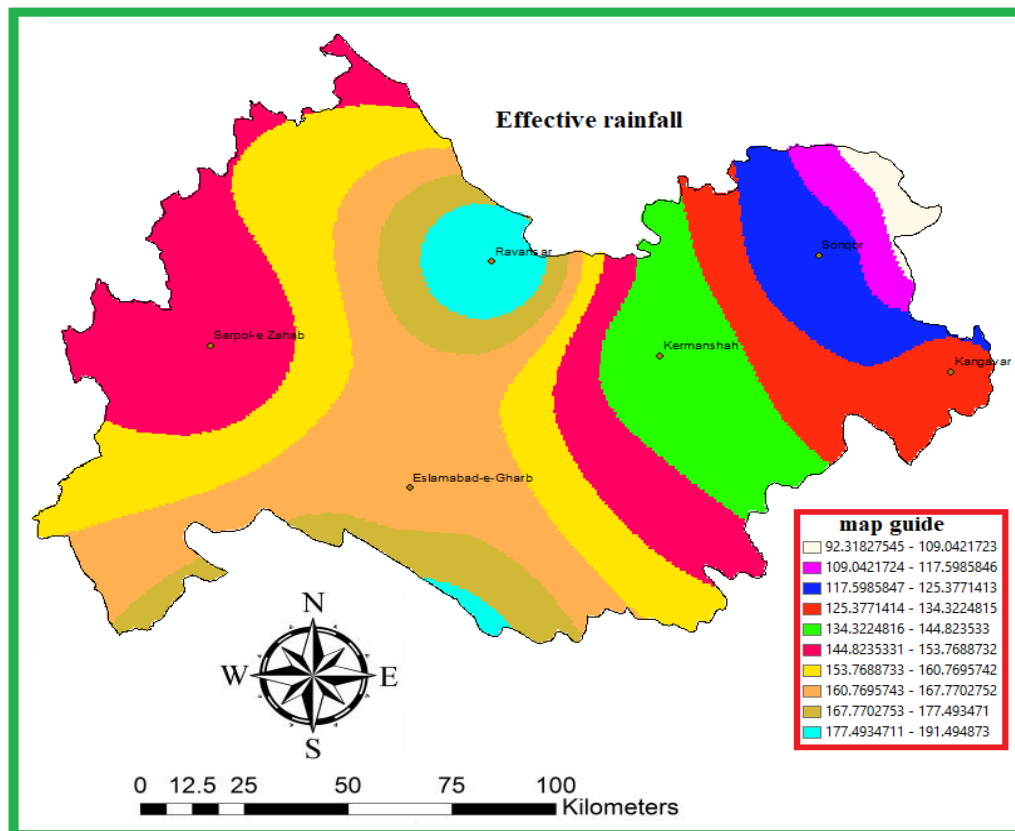 Effective rainfall
Ravansar
Sonqor
Sarpol-e Zahab
Kermanshah
Kangavar
Eslamabad-e-Gharb
map guide
92.31827545 - 109.0421723
109.0421724 - 117.5985846
117.5985847 - 125.3771413
125.3771414 - 134.3224815
134.3224816 - 144.823533
144.8235331 - 153.7688732
153.7688733 - 160.7695742
160.7695743 - 167.7702752
167.7702753 - 177.493471
177.4934711 - 191.494873
N
W E
S
0 12.5 25 50 75 100
Kilometers